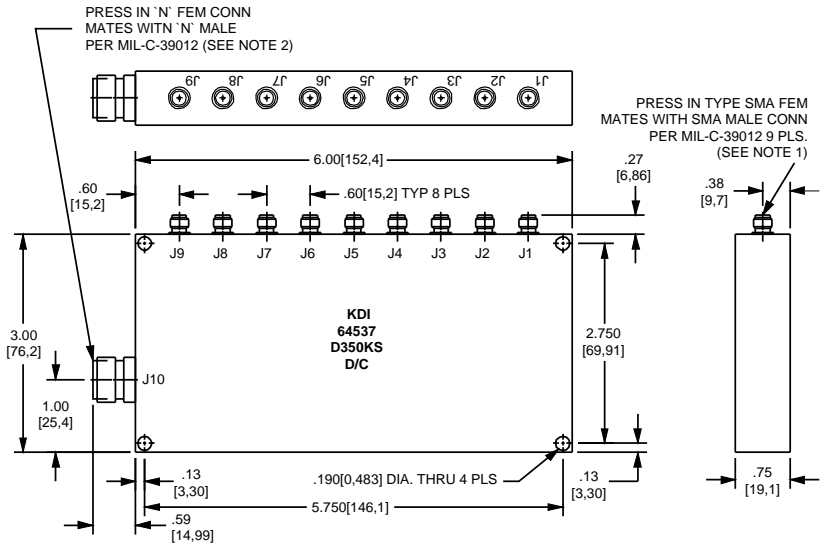 PRESS IN `N` FEM CONN
MATES WITN `N` MALE
PER MIL-C-39012 (SEE NOTE 2)
J9 J8 J7 J6 J5 J4 J3 J2 J1
PRESS IN TYPE SMA FEM
MATES WITH SMA MALE CONN
PER MIL-C-39012 9 PLS.
(SEE NOTE 1)
6.00[152,4]
.27
[6,86]
.38
[9,7]
.60
[15,2]
.60[15,2] TYP 8 PLS
J9 J8 J7 J6 J5 J4 J3 J2 J1
KDI
64537
D350KS
D/C
3.00
[76,2]
2.750
[69,91]
J10
1.00
[25,4]
.13
[3,30]
.190[0,483] DIA. THRU 4 PLS
.13
[3,30]
.75
[19,1]
5.750[146,1]
.59
[14,99]